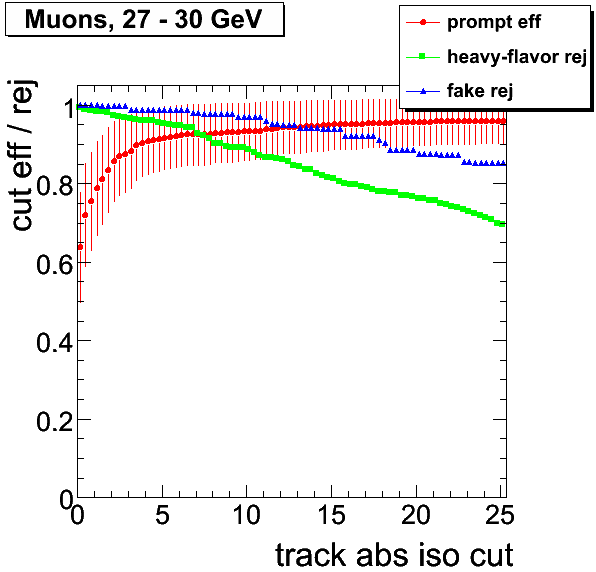 Muons, 27 - 30 GeV
prompt eff
heavy-flavor rej
fake rej
cut eff / rej
1
0.8
0.6
0.4
0.2
0
0 5 10 15 20 25
track abs iso cut